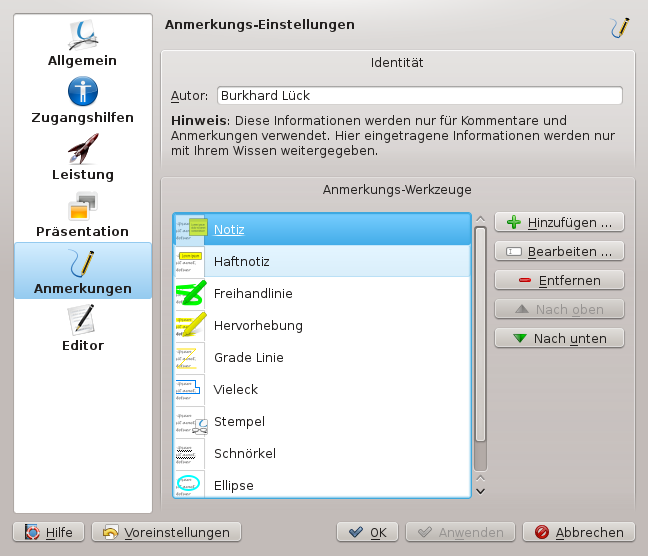 Anmerkungs-Einstellungen
Allgemein
Zugangshilfen
Leistung
Präsentation
Anmerkungen
Editor
Identität
Autor: Burkhard Lück
Hinweis: Diese Informationen werden nur für Kommentare und
Anmerkungen verwendet. Hier eingetragene Informationen werden nur
mit Ihrem Wissen weitergegeben.
Anmerkungs-Werkzeuge
Notiz
Haftnotiz
Freihandlinie
Hervorhebung
Grade Linie
Vieleck
Stempel
Schnörkel
Ellipse
Hinzufügen ...
Bearbeiten ...
Entfernen
Nach oben
Nach unten
Hilfe
Voreinstellungen
OK
Anwenden
Abbrechen